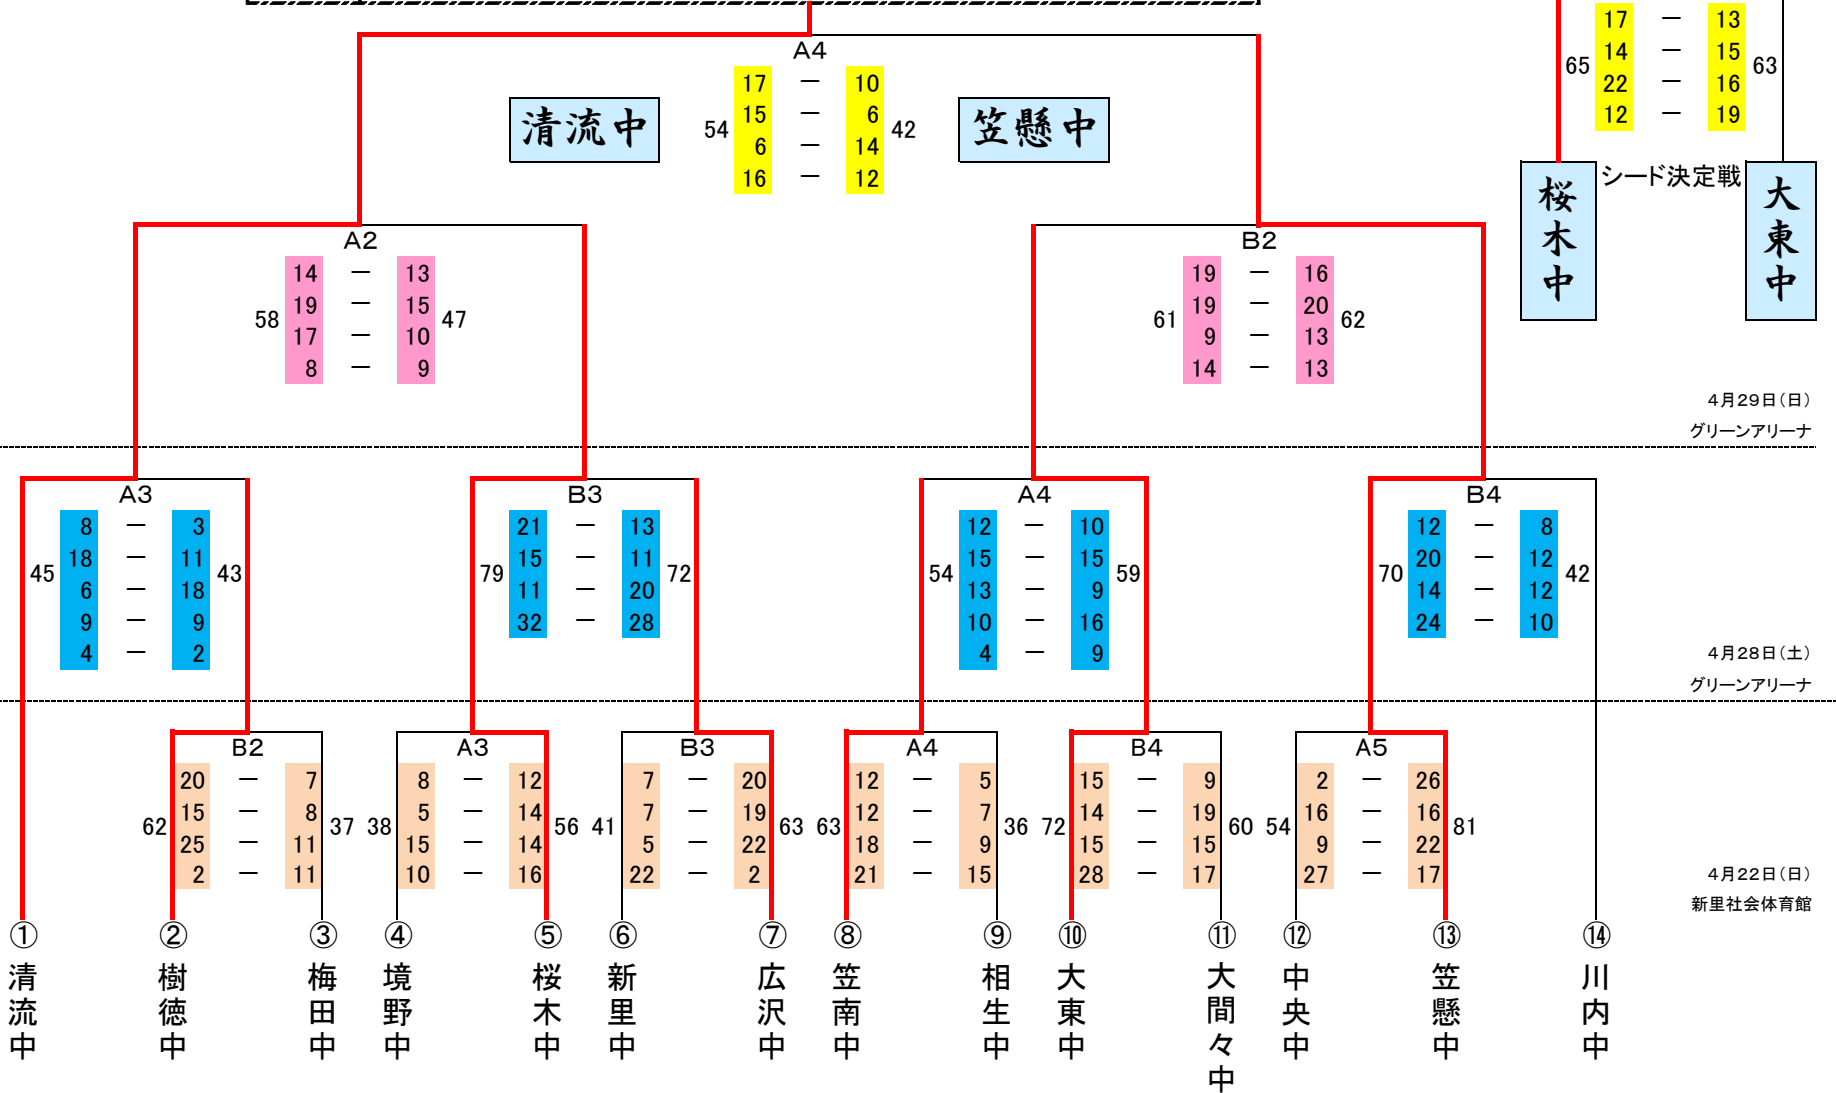 17 － 13
14 － 15
22 － 16
12 － 19
65 63
シード決定戦
桜木中
大東中
A4
17 － 10
15 － 6
6 － 14
16 － 12
54 42
清流中
笠懸中
A2
14 － 13
19 － 15
17 － 10
8 － 9
58 47
B2
19 － 16
19 － 20
9 － 13
14 － 13
61 62
4月29日(日)
グリーンアリーナ
A3
8 － 3
18 － 11
6 － 18
9 － 9
4 － 2
45 43
B3
21 － 13
15 － 11
11 － 20
32 － 28
79 72
A4
12 － 10
15 － 15
13 － 9
10 － 16
4 － 9
54 59
B4
12 － 8
20 － 12
14 － 12
24 － 10
70 42
4月28日(土)
グリーンアリーナ
B2
20 － 7
15 － 8
25 － 11
2 － 11
62 37
A3
8 － 12
5 － 14
15 － 14
10 － 16
38 56
B3
7 － 20
7 － 19
5 － 22
22 － 2
41 63
A4
12 － 5
12 － 7
18 － 9
21 － 15
63 36
B4
15 － 9
14 － 19
15 － 15
28 － 17
72 60
A5
2 － 26
16 － 16
9 － 22
27 － 17
54 81
4月22日(日)
新里社会体育館
①
清流中
②
樹徳中
③
梅田中
④
境野中
⑤
桜木中
⑥
新里中
⑦
広沢中
⑧
笠南中
⑨
相生中
⑩
大東中
⑪
大間々中
⑫
中央中
⑬
笠懸中
⑭
川内中